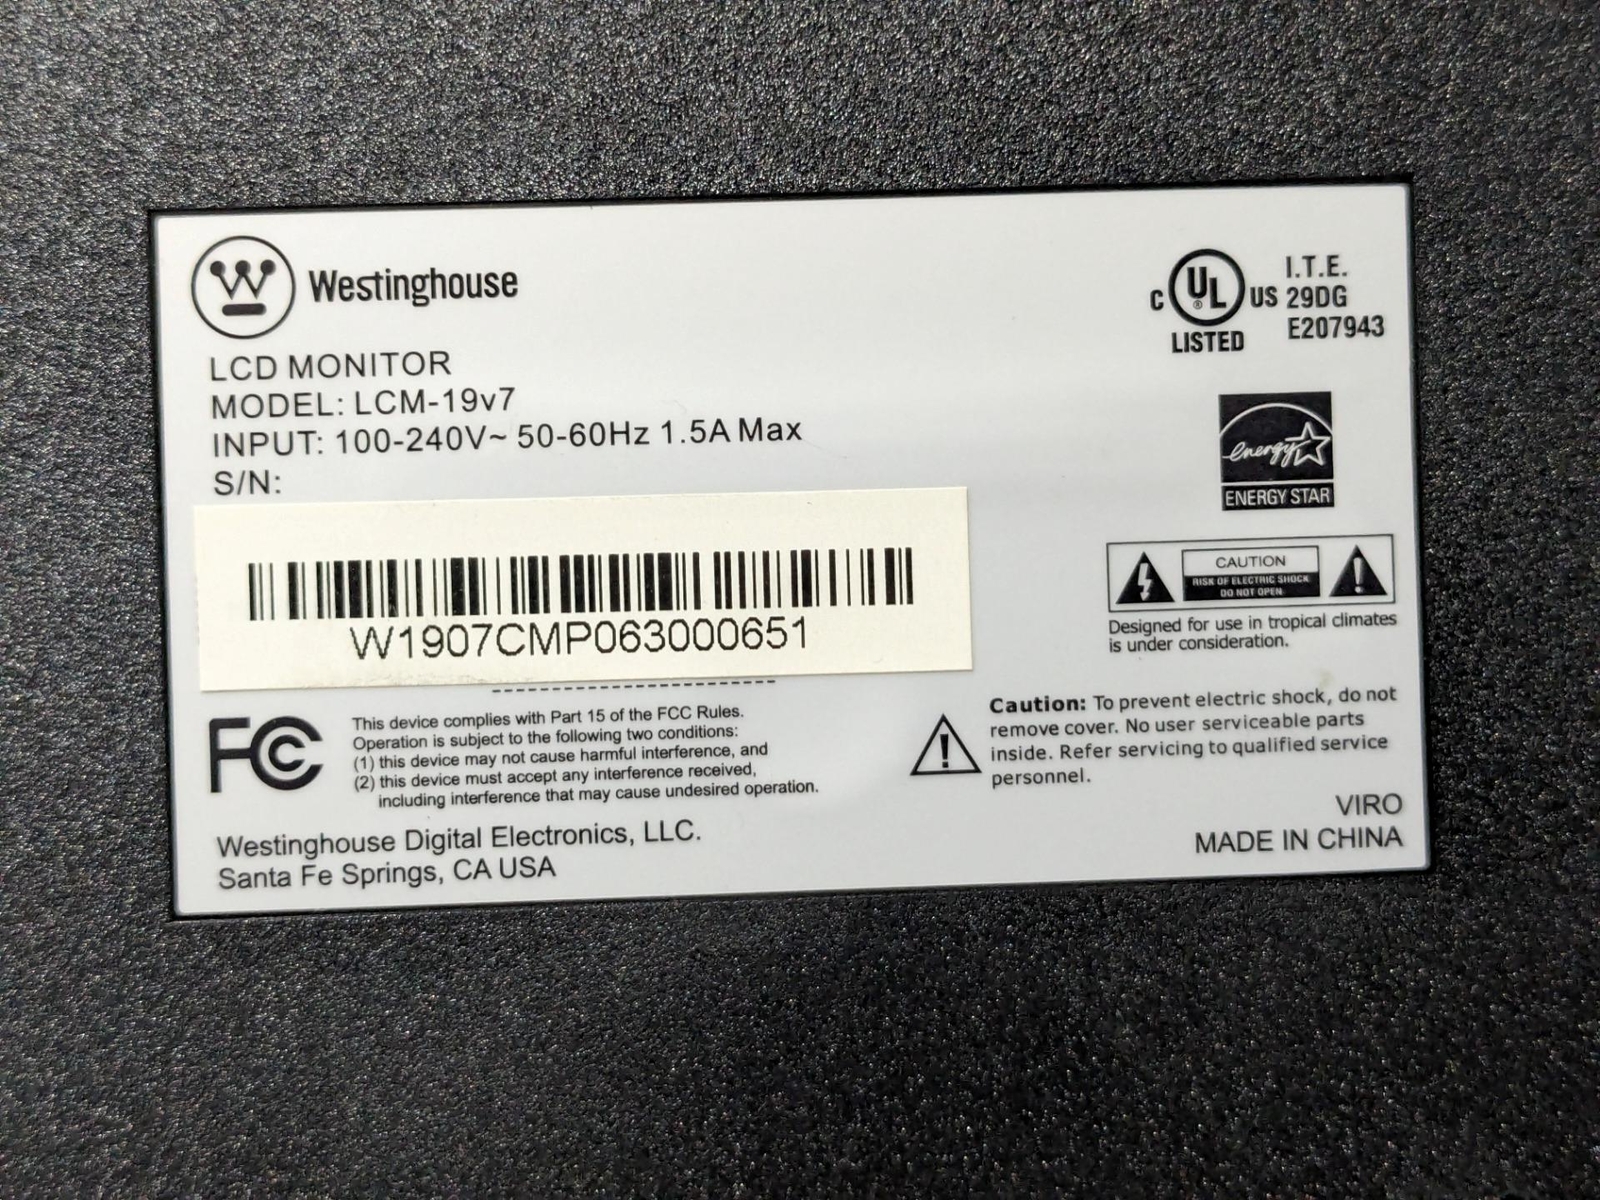 Westinghouse
LCD MONITOR
MODEL: LCM-19v7
INPUT: 100-240V~ 50-60Hz 1.5A Max
S/N:
W1907CMP063000651
FC
This device complies with Part 15 of the FCC Rules.
Operation is subject to the following two conditions:
(1) this device may not cause harmful interference, and
(2) this device must accept any interference received,
including interference that may cause undesired operation.
Westinghouse Digital Electronics, LLC.
Santa Fe Springs, CA USA
C UL ® US
LISTED
I.T.E.
29DG
E207943
energy
ENERGY STAR
CAUTION
RISK OF ELECTRIC SHOCK
DO NOT OPEN
Designed for use in tropical climates
is under consideration.
Caution: To prevent electric shock, do not
remove cover. No user serviceable parts
inside. Refer servicing to qualified service
personnel.
VIRO
MADE IN CHINA